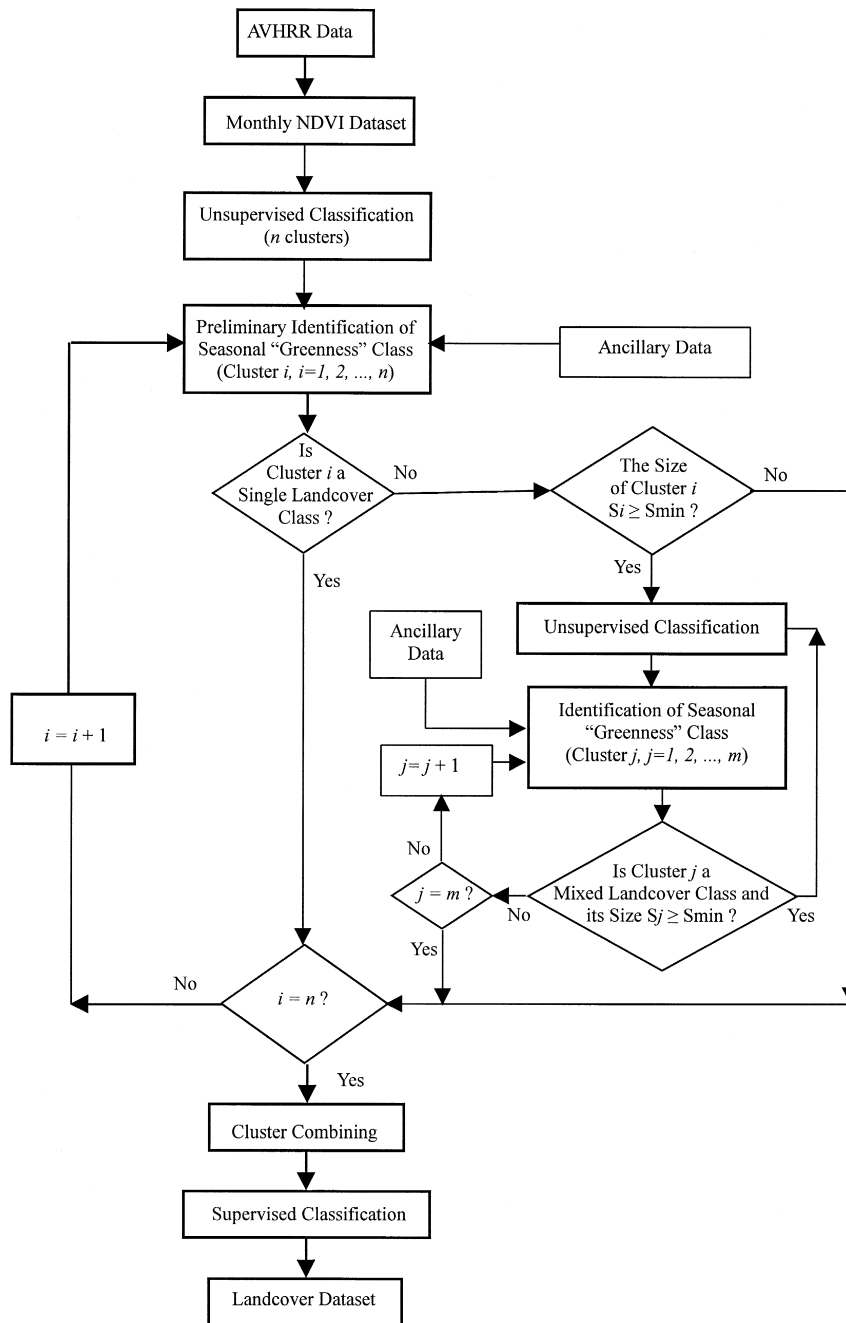 AVHRR Data
Monthly NDVI Dataset
Unsupervised Classification
(n clusters)
Preliminary Identification of
Seasonal “Greenness” Class
(Cluster i, i=1, 2, ..., n)
Ancillary Data
Is
Cluster i a
Single Landcover
Class ?
No
The Size
of Cluster i
Si ≥ Smin ?
No
Yes
Yes
Unsupervised Classification
Ancillary
Data
Identification of Seasonal
“Greenness” Class
(Cluster j, j=1, 2, ..., m)
i = i + 1
j= j + 1
No
Is Cluster j a
Mixed Landcover Class and
its Size Sj ≥ Smin ?
j = m ?
No
Yes
Yes
No
i = n ?
Yes
Cluster Combining
Supervised Classification
Landcover Dataset